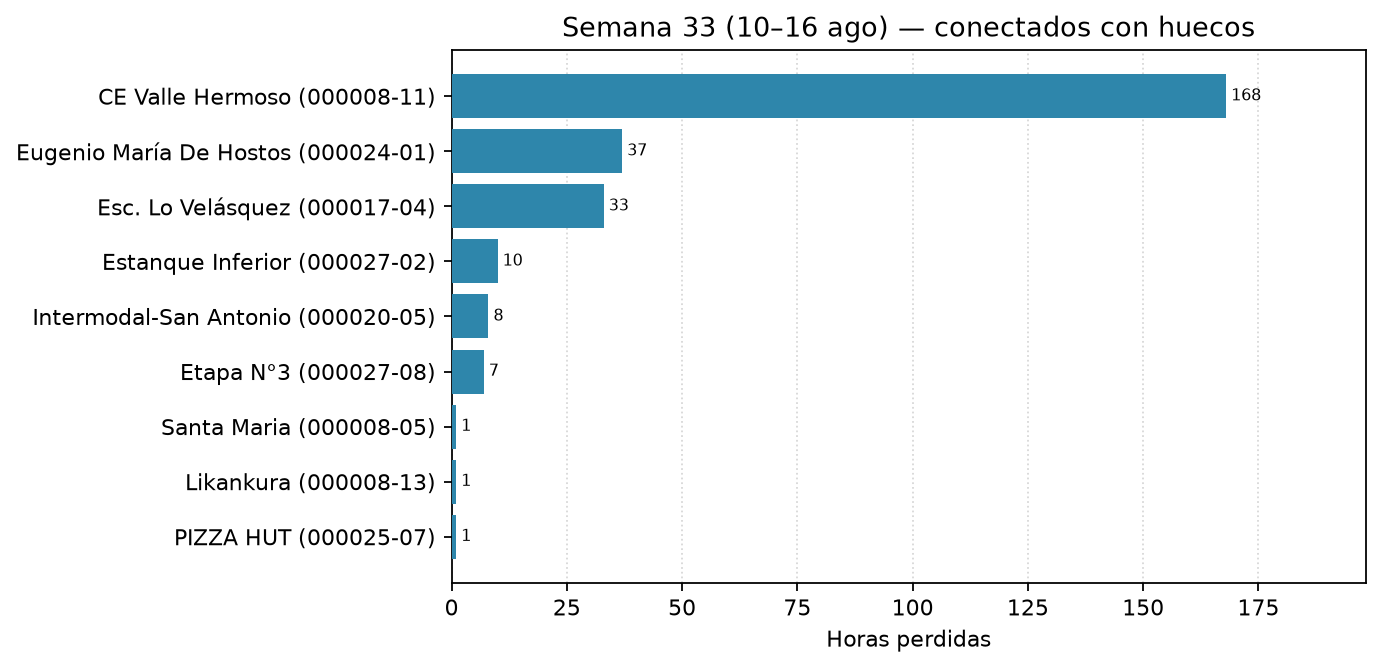 Semana 33 (10–16 ago) — conectados con huecos
CE Valle Hermoso (000008-11) 168
Eugenio María De Hostos (000024-01) 37
Esc. Lo Velásquez (000017-04) 33
Estanque Inferior (000027-02) 10
Intermodal-San Antonio (000020-05) 8
Etapa N°3 (000027-08) 7
Santa Maria (000008-05) 1
Likankura (000008-13) 1
PIZZA HUT (000025-07) 1
0 25 50 75 100 125 150 175
Horas perdidas